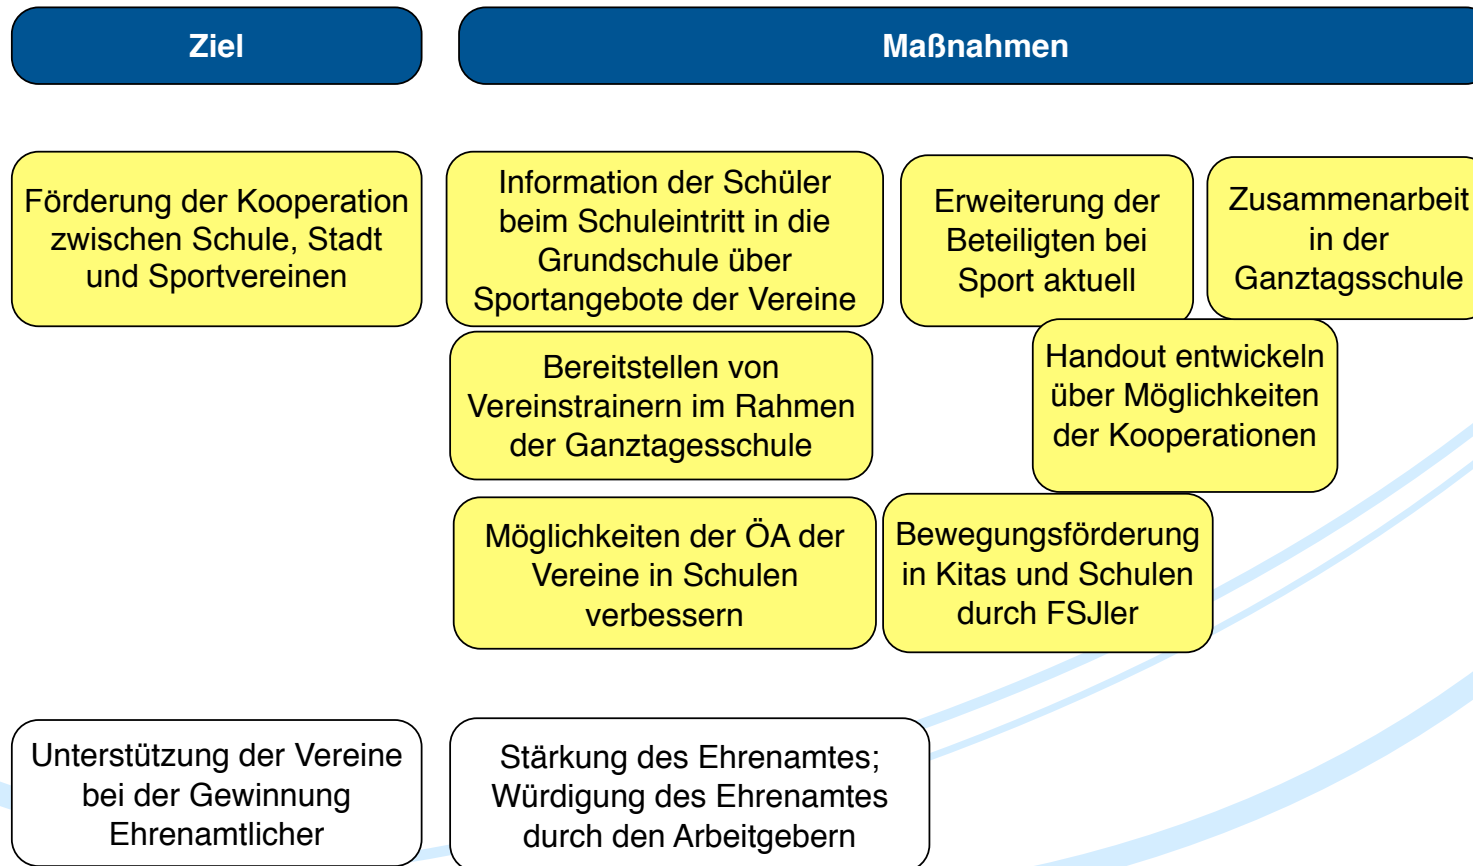 Ziel
Maßnahmen
Förderung der Kooperation
zwischen Schule, Stadt
und Sportvereinen
Information der Schüler
beim Schuleintritt in die
Grundschule über
Sportangebote der Vereine
Erweiterung der
Beteiligten bei
Sport aktuell
Zusammenarbeit
in der
Ganztagsschule
Bereitstellen von
Vereinstrainern im Rahmen
der Ganztagesschule
Handout entwickeln
über Möglichkeiten
der Kooperationen
Möglichkeiten der ÖA der
Vereine in Schulen
verbessern
Bewegungsförderung
in Kitas und Schulen
durch FSJler
Unterstützung der Vereine
bei der Gewinnung
Ehrenamtlicher
Stärkung des Ehrenamtes;
Würdigung des Ehrenamtes
durch den Arbeitgebern